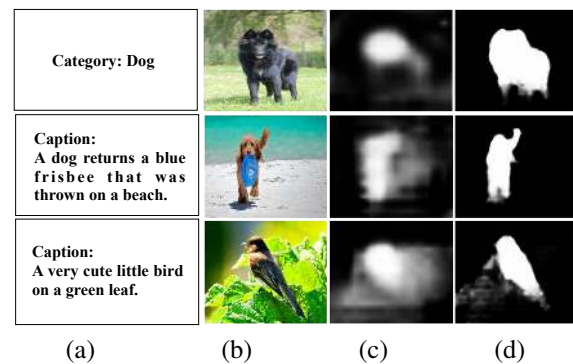 Category: Dog
Caption:
A dog returns a blue
frisbee that was
thrown on a beach.
Caption:
A very cute little bird
on a green leaf.
(a) (b) (c) (d)